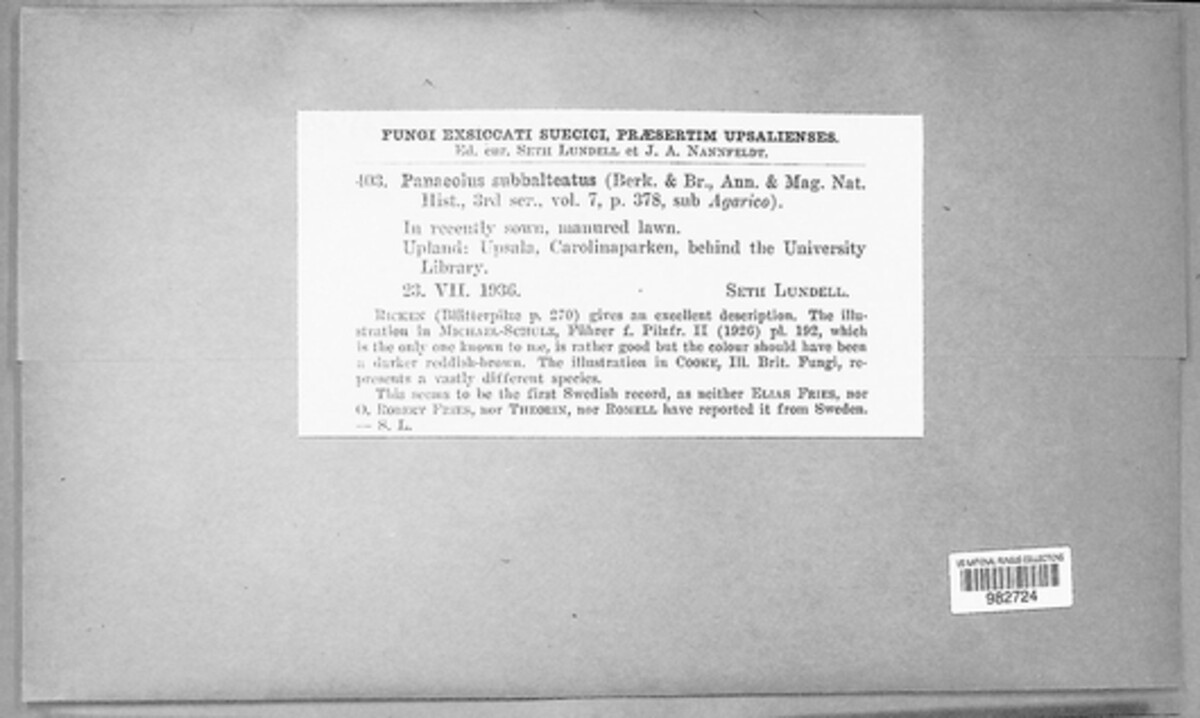 FUNGI EXSICCATI SUECICI, PRÆSERTIM UPSALIENSES.
Ed. cur. SETH LUNDELL et J. A. NANNFELDT.
403. Panaeolus subbalteatus (Berk. & Br., Ann. & Mag. Nat.
Hist., 3rd ser., vol. 7, p. 378, sub Agarico).
In recently sown, manured lawn.
Upland: Upsala, Carolinaparken, behind the University
Library.
23. VII. 1936. SETH LUNDELL.
RICKEN (Blätterpilze p. 270) gives an excellent description. The illu-
stration in MICHAEL-SCHULZ, Führer f. Pilzfr. II (1926) pl. 192, which
is the only one known to me, is rather good but the colour should have been
a darker reddish-brown. The illustration in COOKE, Ill. Brit. Fungi, re-
presents a vastly different species.
This seems to be the first Swedish record, as neither ELIAS FRIES, nor
O. ROBERT FRIES, nor THEORIN, nor ROMELL have reported it from Sweden.
— S. L.
US NATIONAL FUNGUS COLLECTIONS
982724